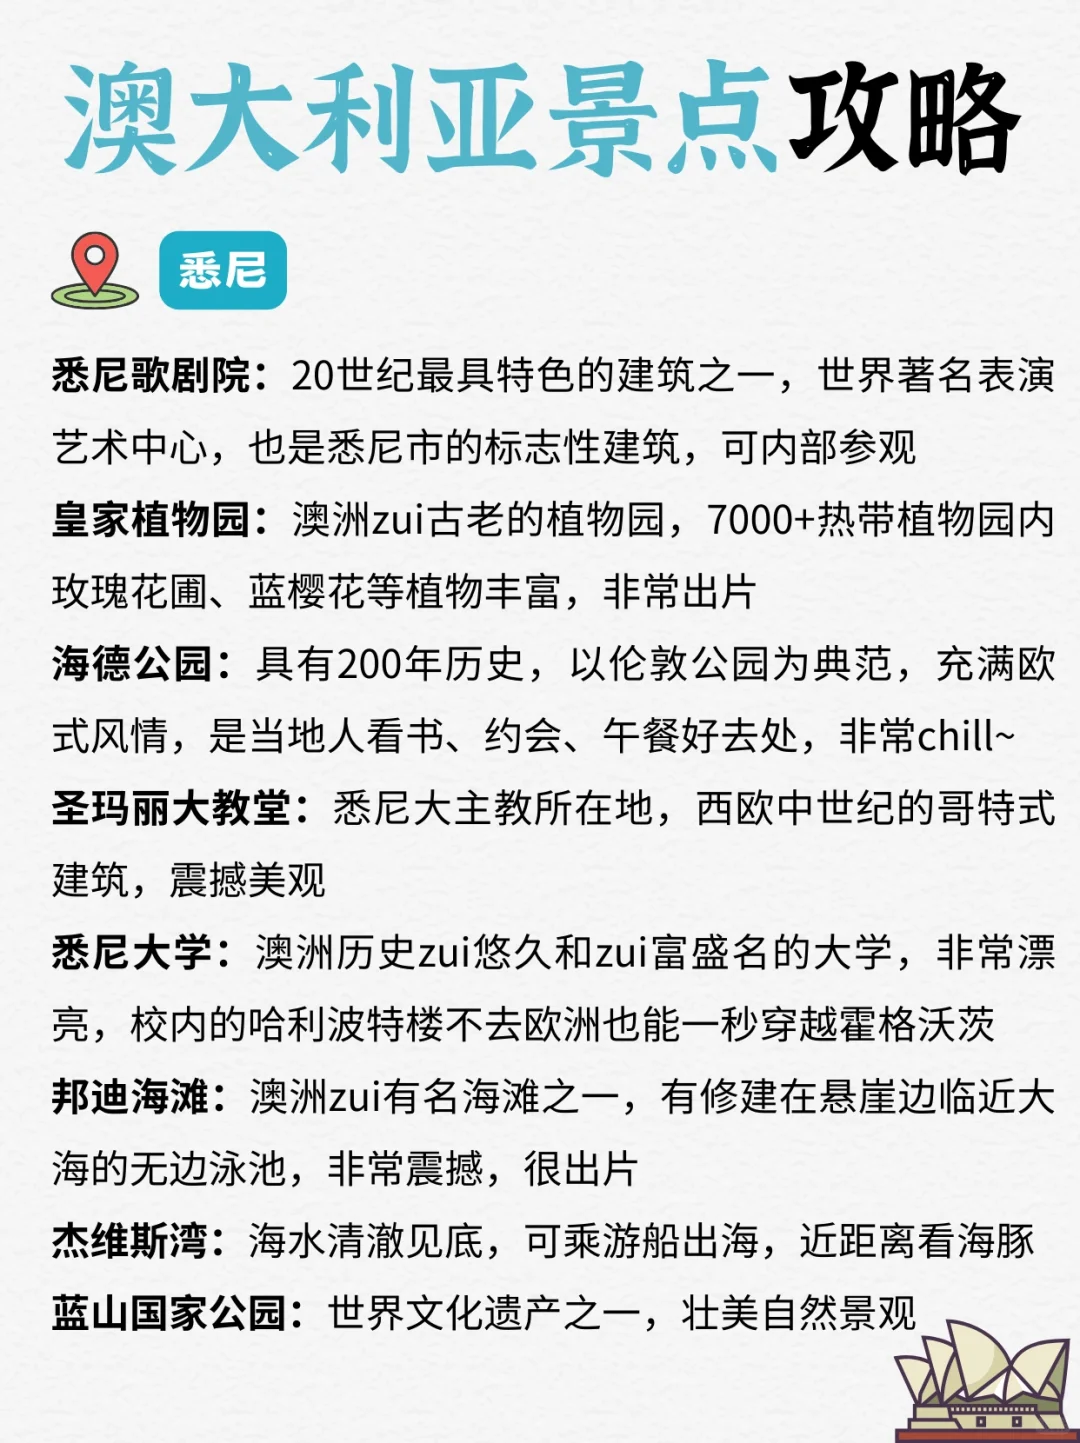 澳大利亚景点攻略
悉尼
悉尼歌剧院：20世纪最具特色的建筑之一，世界著名表演
艺术中心，也是悉尼市的标志性建筑，可内部参观
皇家植物园：澳洲zui古老的植物园，7000+热带植物园内
玫瑰花圃、蓝樱花等植物丰富，非常出片
海德公园：具有200年历史，以伦敦公园为典范，充满欧
式风情，是当地人看书、约会、午餐好去处，非常chill~
圣玛丽大教堂：悉尼大主教所在地，西欧中世纪的哥特式
建筑，震撼美观
悉尼大学：澳洲历史zui悠久和zui富盛名的大学，非常漂
亮，校内的哈利波特楼不去欧洲也能一秒穿越霍格沃茨
邦迪海滩：澳洲zui有名海滩之一，有修建在悬崖边临近大
海的无边泳池，非常震撼，很出片
杰维斯湾：海水清澈见底，可乘游船出海，近距离看海豚
蓝山国家公园：世界文化遗产之一，壮美自然景观